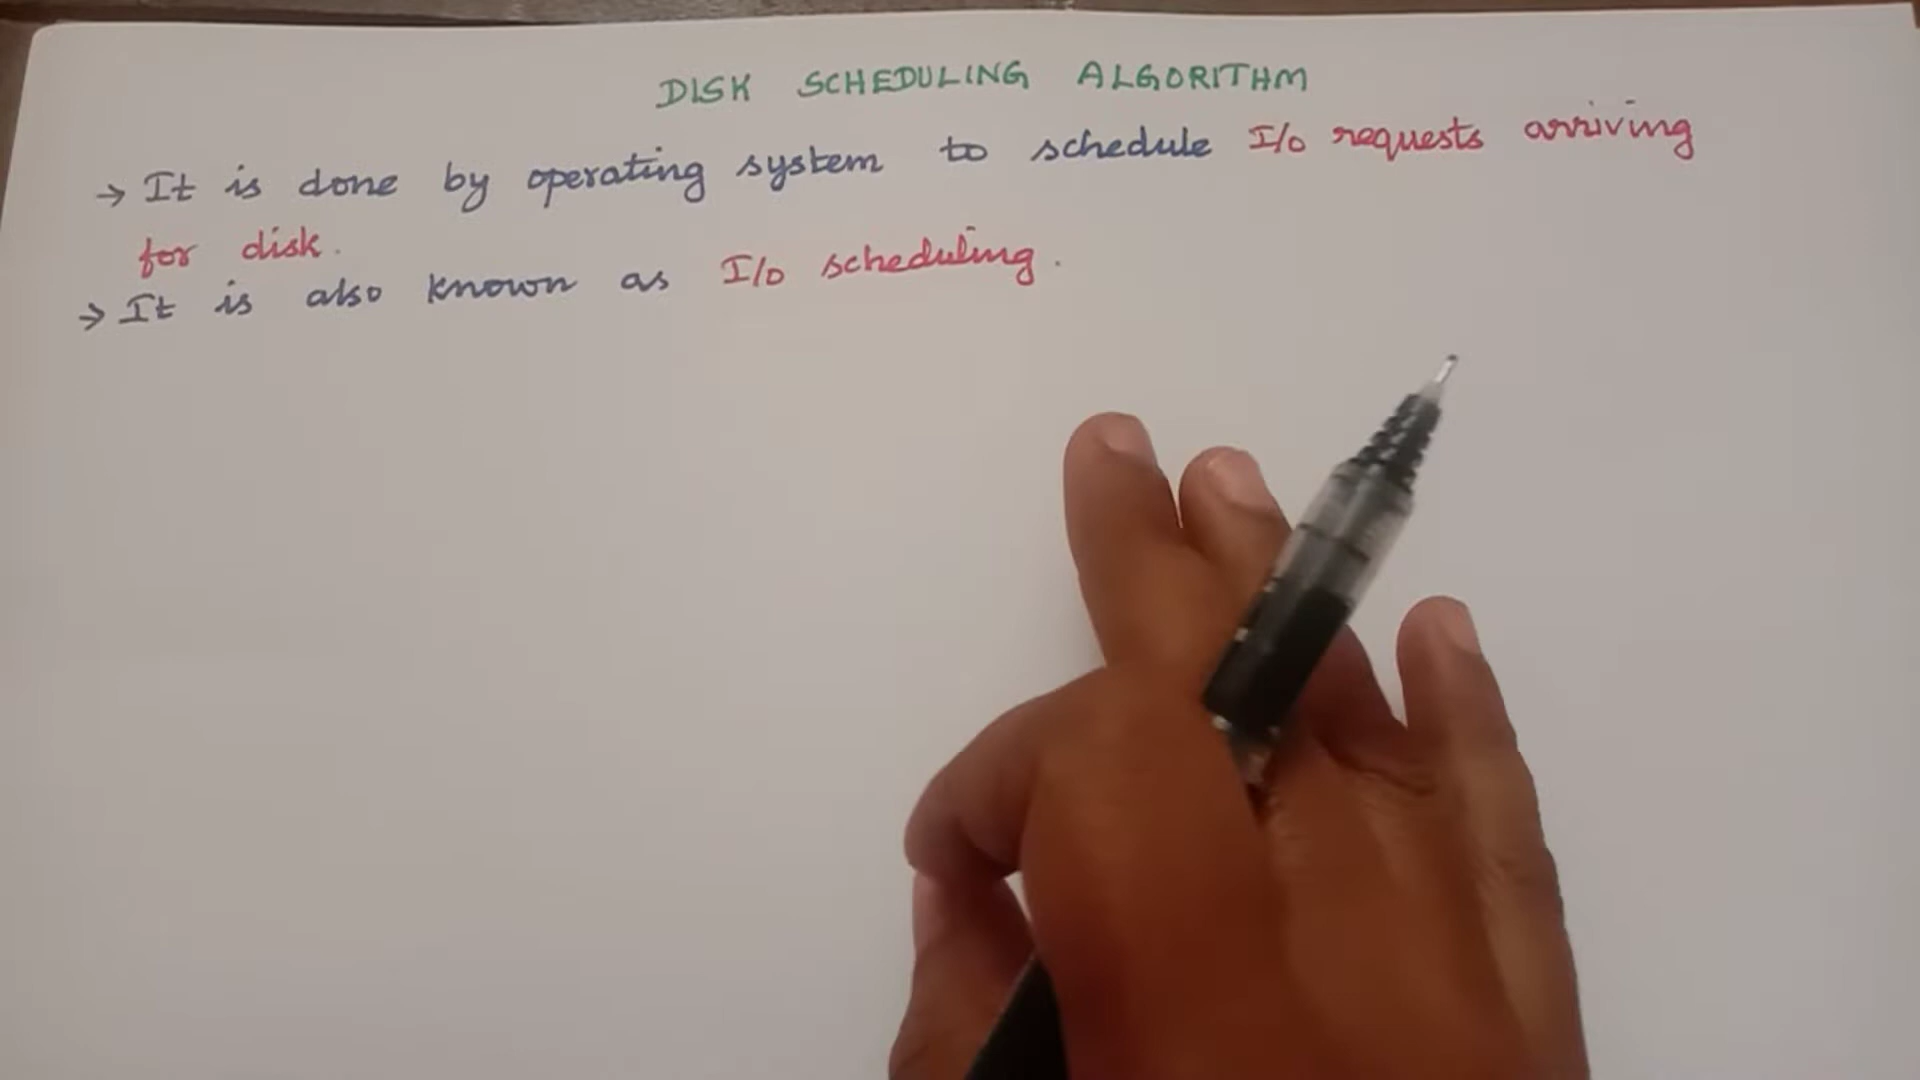 DISK SCHEDULING ALGORITHM
→ It is done by operating system to schedule I/o requests arriving
for disk.
→ It is also known as I/o scheduling.